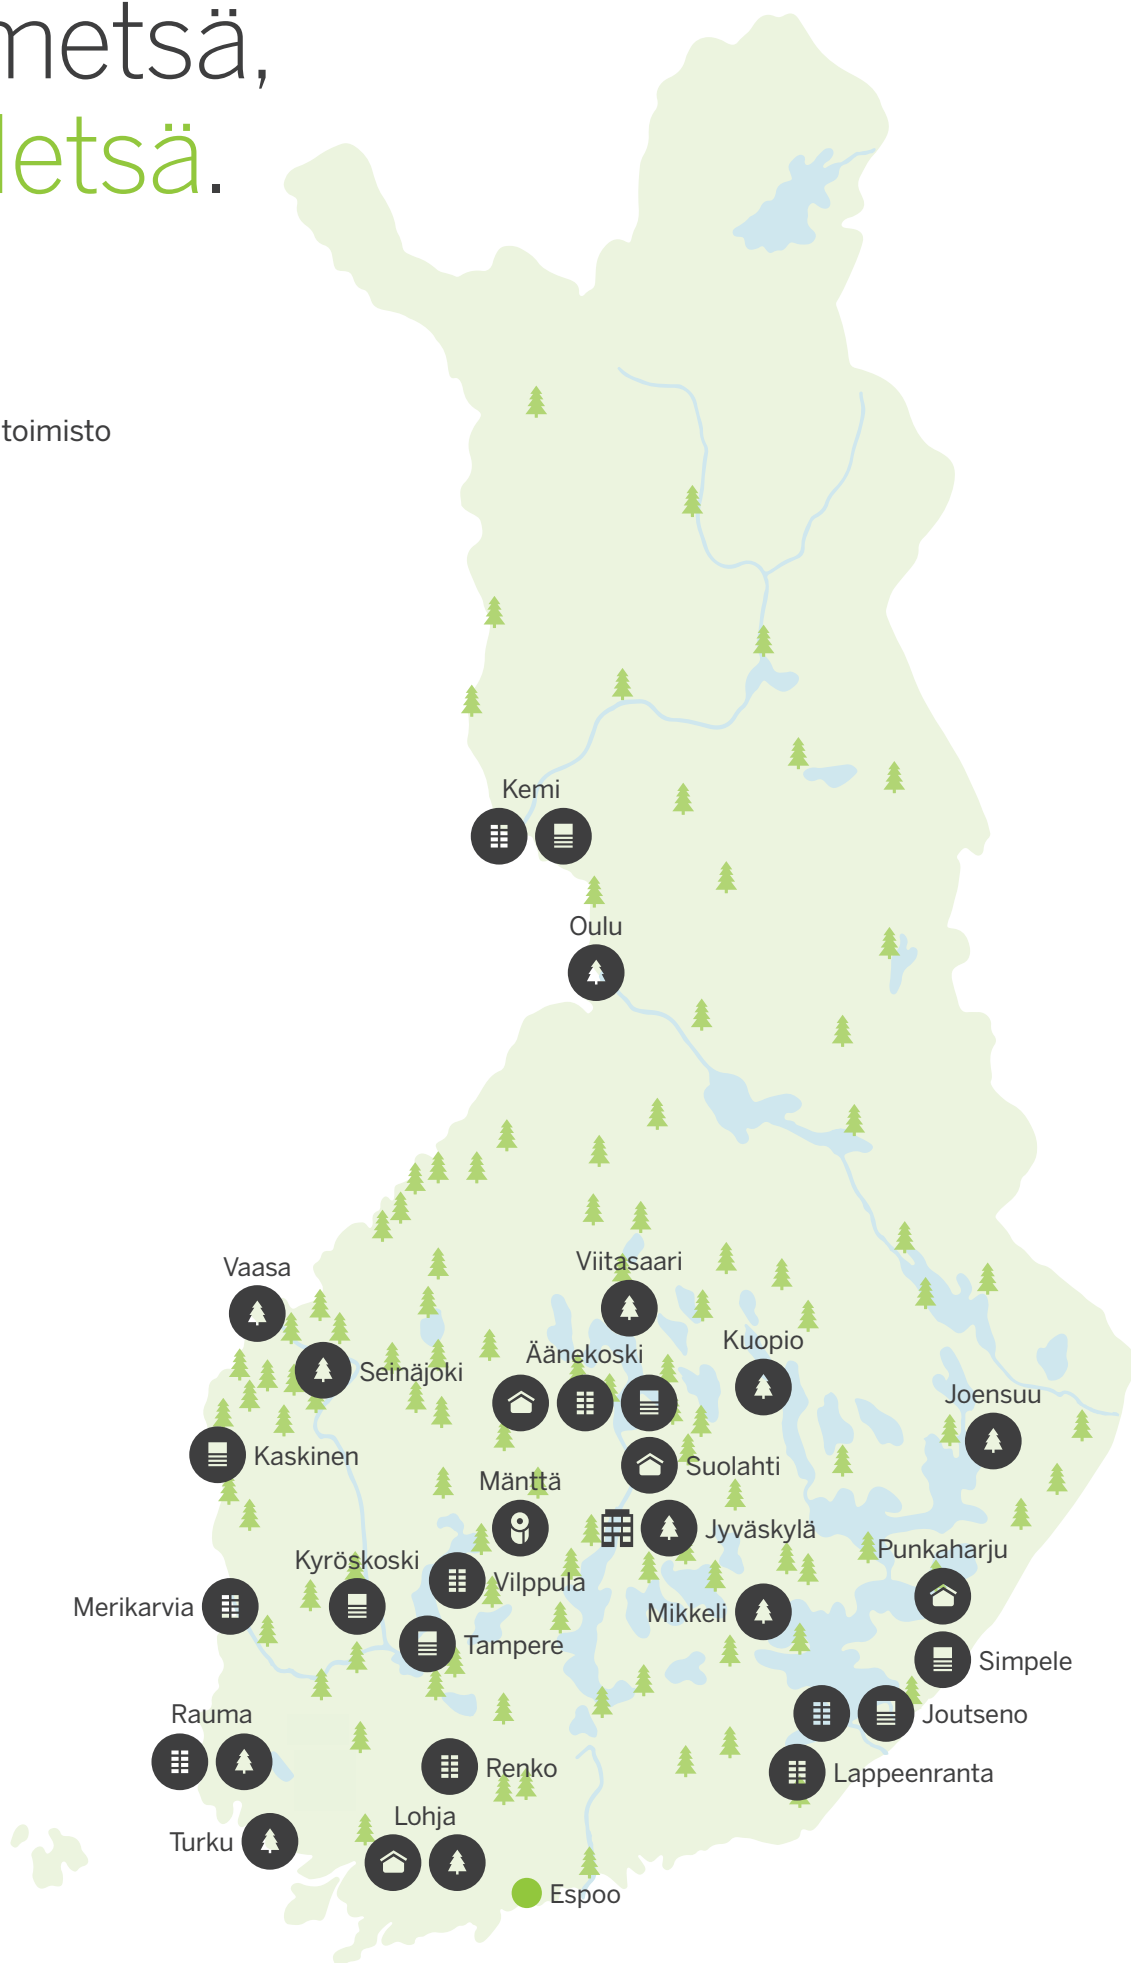 metsä,
letsä.
toimisto
Kemi
Oulu
Vaasa
Viitasaari
Kuopio
Äänekoski
Seinäjoki
Joensuu
Kaskinen
Suolahti
Mänttä
Jyväskylä
Punkaharju
Kyröskoski
Vilppula
Merikarvia
Mikkeli
Tampere
Simpele
Rauma
Joutseno
Renko
Lappeenranta
Lohja
Turku
Espoo